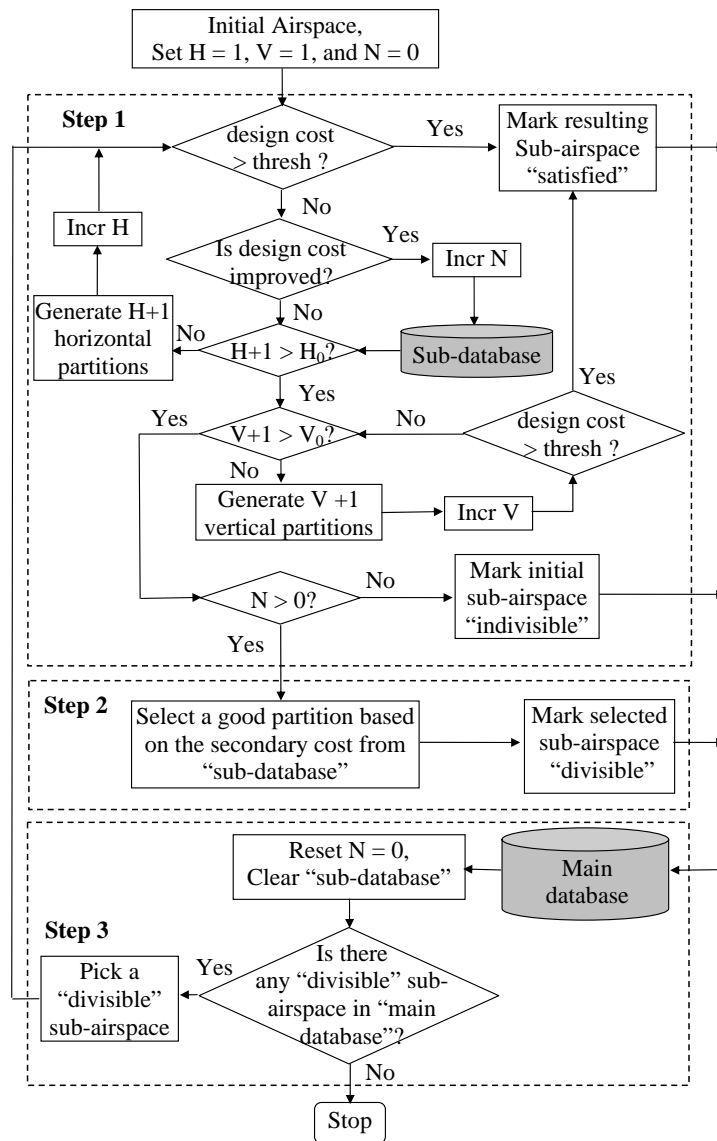 Initial Airspace,
Set H = 1, V = 1, and N = 0
Step 1
design cost
> thresh ?
Yes
Mark resulting
Sub-airspace
“satisfied”
No
Incr H
Is design cost
improved?
Yes
Incr N
No
Generate H+1
horizontal
partitions
No
H+1 > H₀?
Sub-database
Yes
Yes
Yes
V+1 > V₀?
No
design cost
> thresh ?
No
Generate V +1
vertical partitions
Incr V
N > 0?
No
Mark initial
sub-airspace
“indivisible”
Yes
Step 2
Select a good partition based
on the secondary cost from
“sub-database”
Mark selected
sub-airspace
“divisible”
Reset N = 0,
Clear “sub-database”
Main
database
Step 3
Is there
any “divisible” sub-
airspace in “main
database”?
Yes
Pick a
“divisible”
sub-airspace
No
Stop